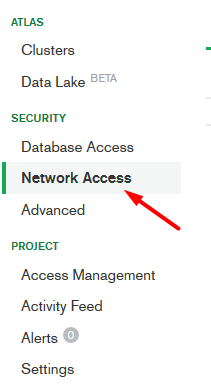 ATLAS
Clusters
Data Lake BETA
SECURITY
Database Access
Network Access
Advanced
PROJECT
Access Management
Activity Feed
Alerts 0
Settings